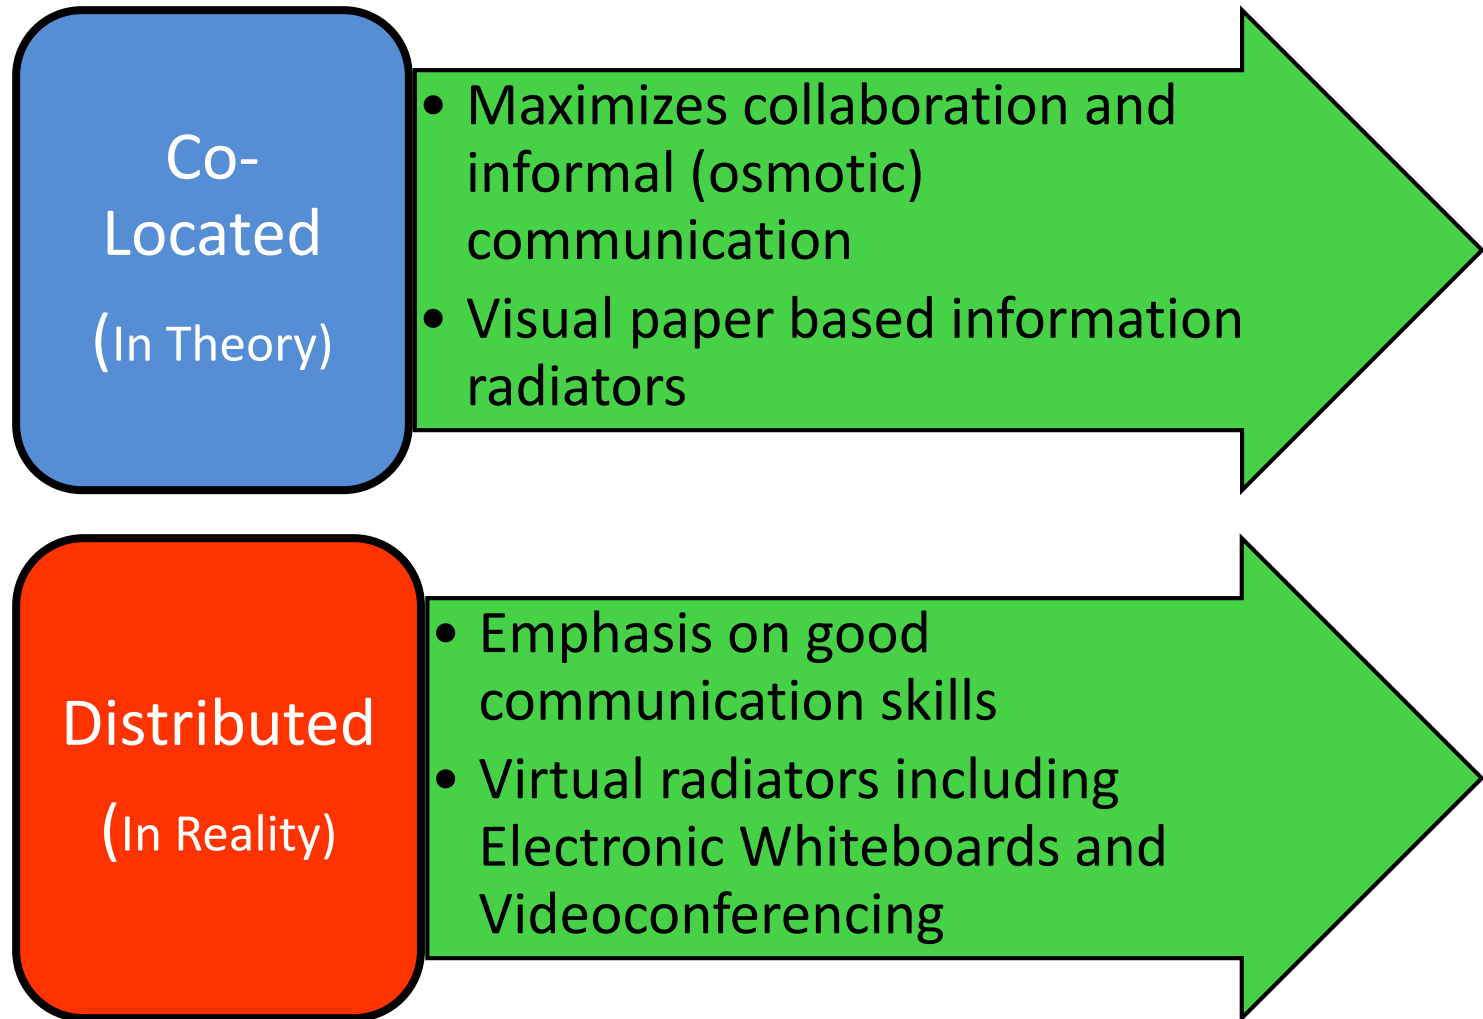 Co-
Located
(In Theory)
• Maximizes collaboration and
informal (osmotic)
communication
• Visual paper based information
radiators
Distributed
(In Reality)
• Emphasis on good
communication skills
• Virtual radiators including
Electronic Whiteboards and
Videoconferencing